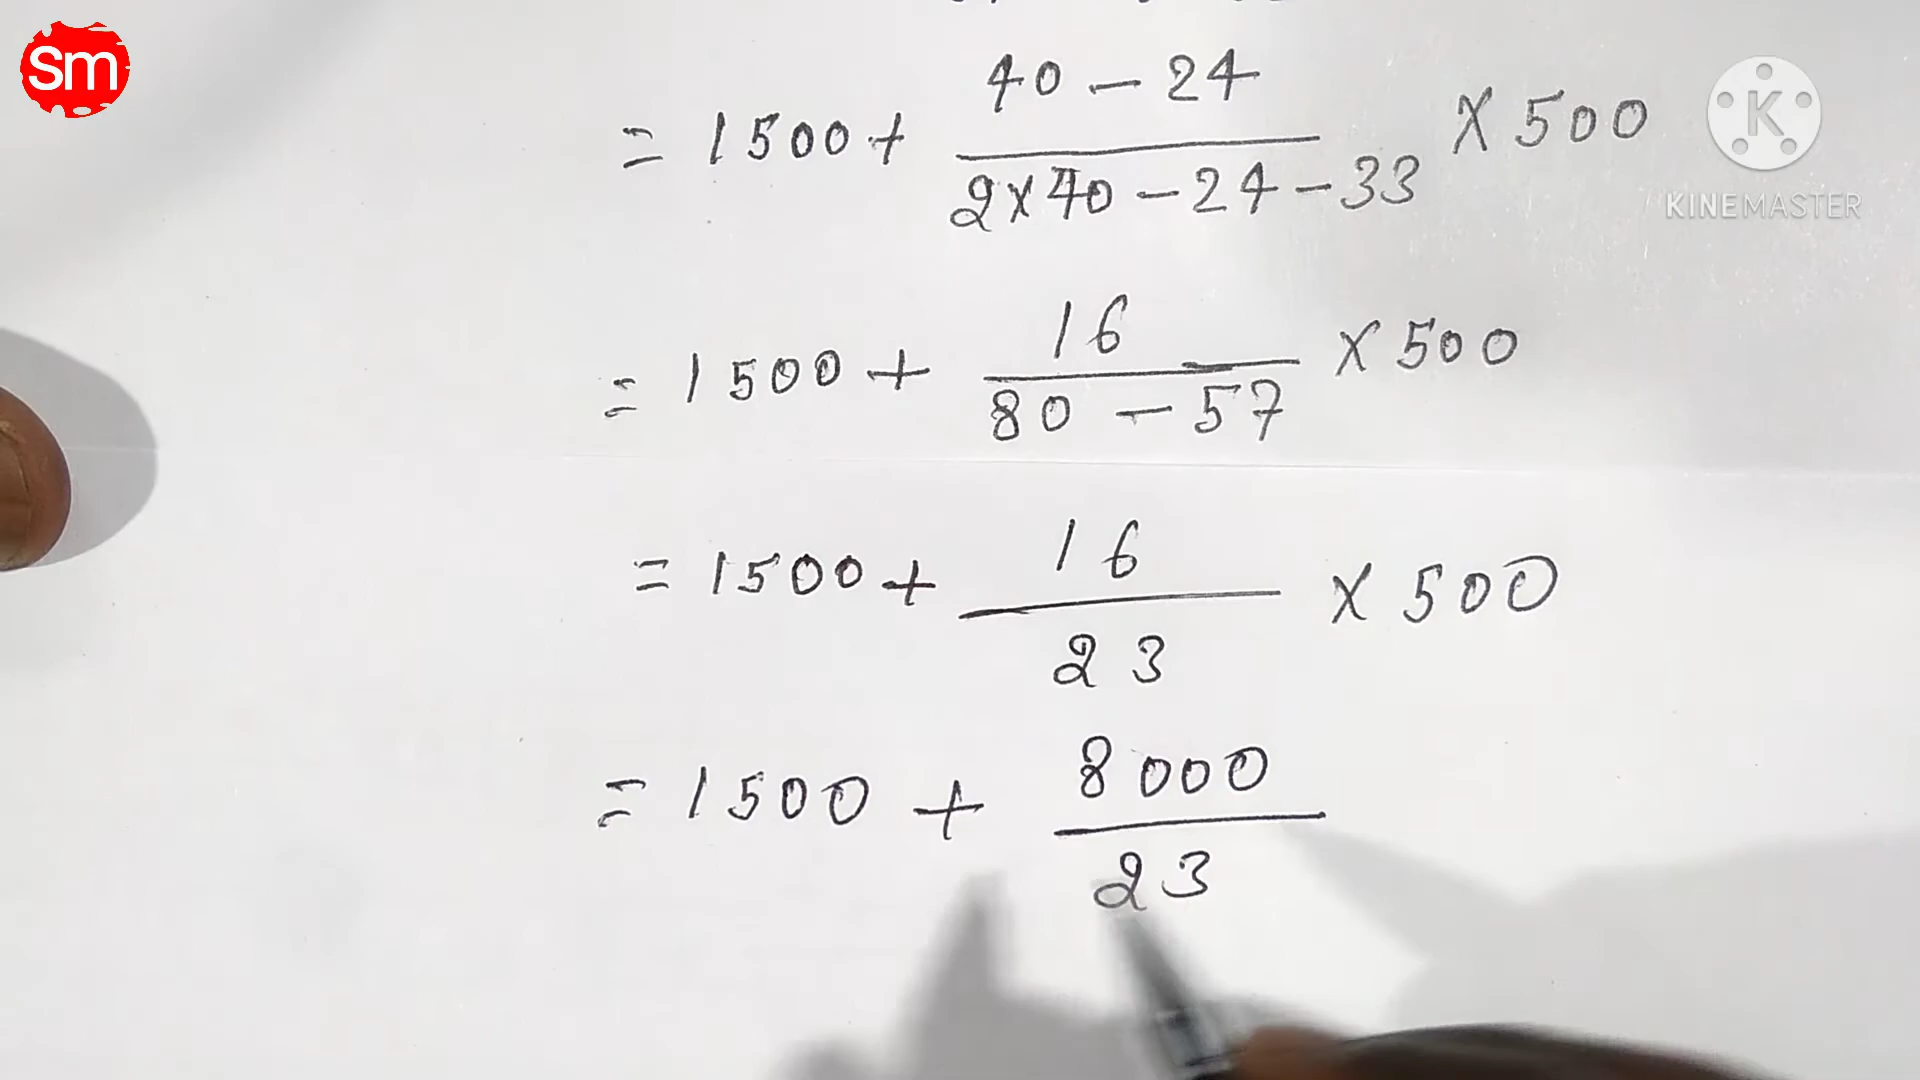 Sm
= 1500 + 40 - 24 / 2×40 - 24 - 33 × 500
KINEMASTER
= 1500 + 16 / 80 - 57 × 500
= 1500 + 16 / 23 × 500
= 1500 + 8000 / 23